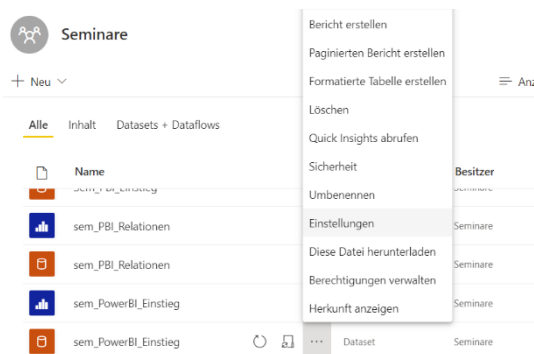 Seminare
Neu
Anz
Alle Inhalt Datasets + Dataflows
Name
Besitzer
sem_PBI_Einstieg
Seminare
sem_PBI_Relationen
Seminare
sem_PBI_Relationen
Seminare
sem_PowerBI_Einstieg
Seminare
sem_PowerBI_Einstieg
Dataset
Seminare
Bericht erstellen
Paginierten Bericht erstellen
Formatierte Tabelle erstellen
Löschen
Quick Insights abrufen
Sicherheit
Umbenennen
Einstellungen
Diese Datei herunterladen
Berechtigungen verwalten
Herkunft anzeigen